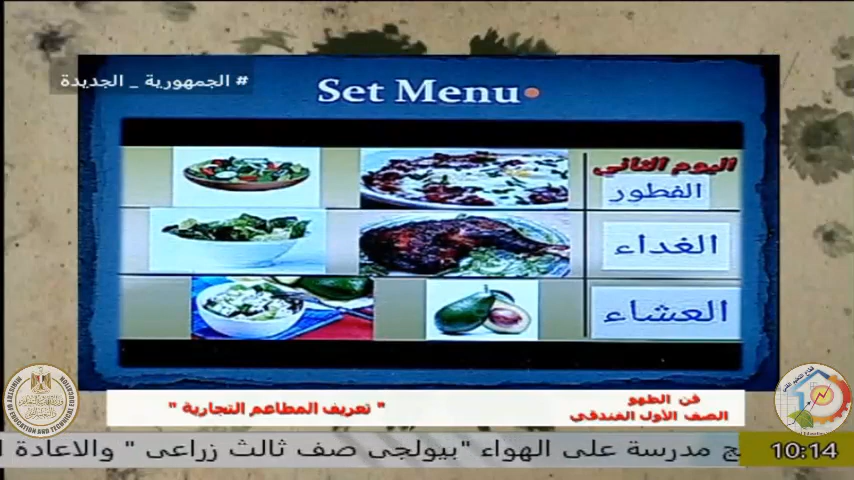 # الجمهورية _ الجديدة
Set Menu
اليوم الثاني
الفطور
الغداء
العشاء
" تعريف المطاعم التجارية "
فن الطهو
الصف الأول الفندقى
مدرسة على الهواء "بيولجى صف ثالث زراعى " والاعادة
10:14